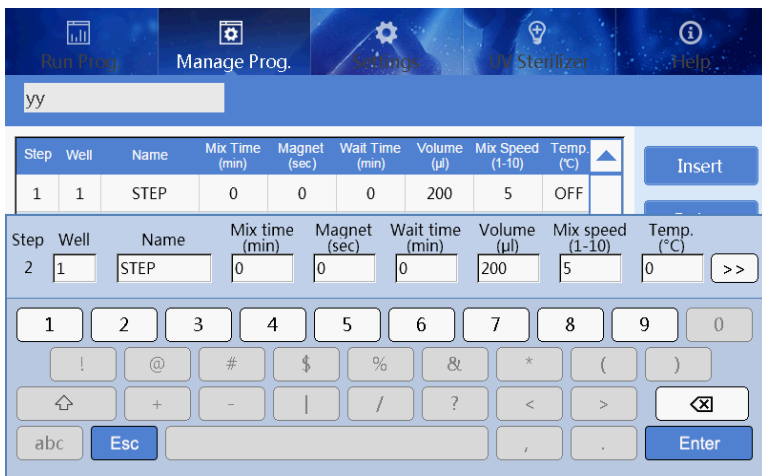 Run Prog. Manage Prog. Settings UV Sterilizer Help
yy
Step Well Name Mix Time (min) Magnet (sec) Wait Time (min) Volume (μl) Mix Speed (1-10) Temp. (℃)
Insert
1 1 STEP 0 0 0 200 5 OFF
Step Well Name Mix time (min) Magnet (sec) Wait time (min) Volume (μl) Mix speed (1-10) Temp. (°C)
2 1 STEP 0 0 0 200 5 0 >>
1 2 3 4 5 6 7 8 9 0
! @ # $ % & * ( )
+ - | / ? < >
abc Esc , . Enter